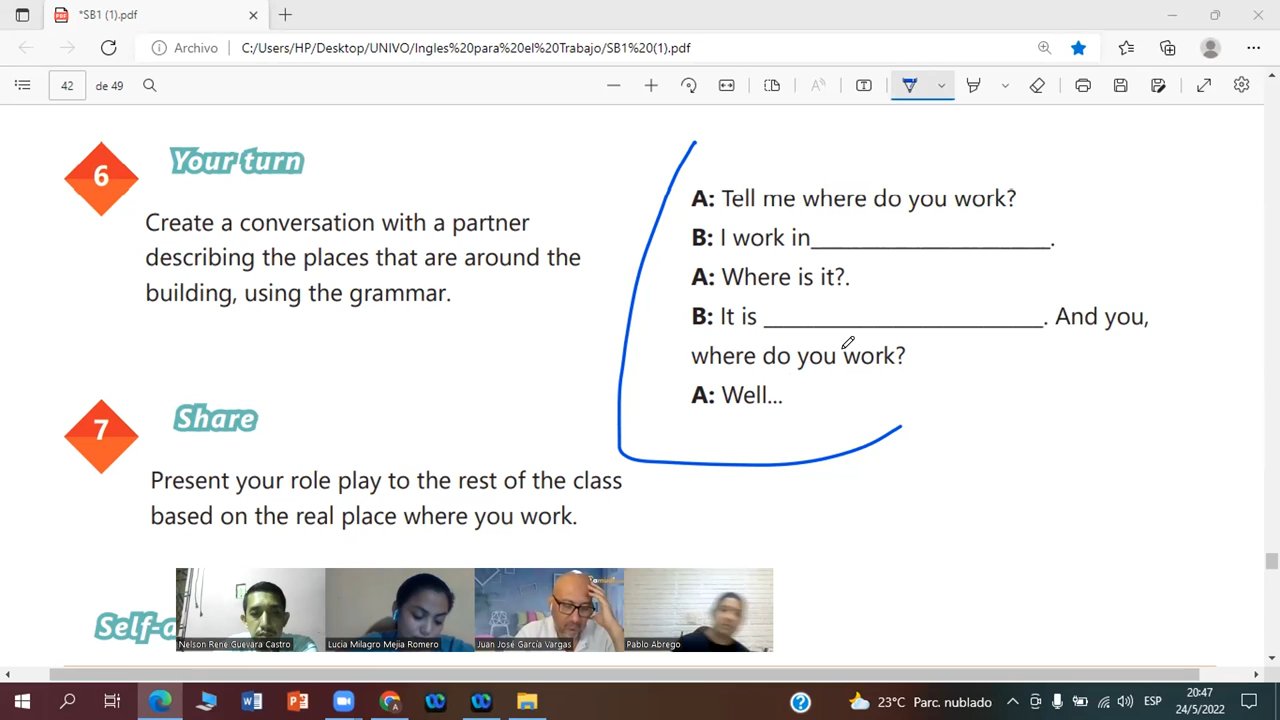 *SB1 (1).pdf
Archivo
C:/Users/HP/Desktop/UNIVO/Ingles%20para%20el%20Trabajo/SB1%20(1).pdf
42 de 49
6 Your turn
Create a conversation with a partner
describing the places that are around the
building, using the grammar.
A: Tell me where do you work?
B: I work in________________________.
A: Where is it?.
B: It is ____________________________. And you,
where do you work?
A: Well...
7 Share
Present your role play to the rest of the class
based on the real place where you work.
Self-a
Nelson Rene Guevara Castro
Lucia Milagro Mejia Romero
Juan José García Vargas
Pablo Abrego
23°C Parc. nublado
ESP
20:47
24/5/2022